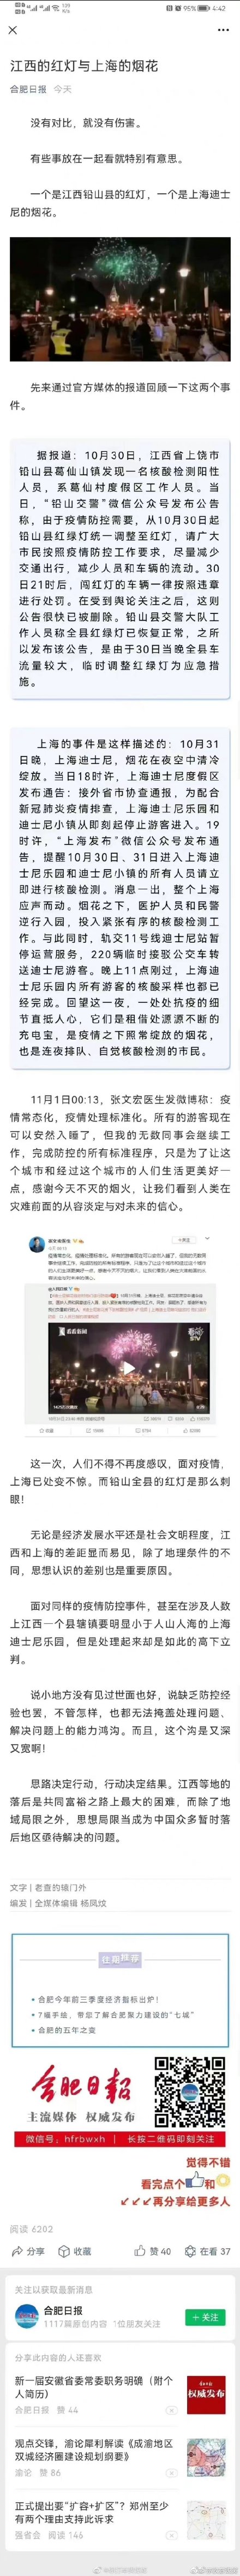 95% 4:42
江西的红灯与上海的烟花
合肥日报 今天
没有对比，就没有伤害。
有些事放在一起看就特别有意思。
一个是江西铅山县的红灯，一个是上海迪士
尼的烟花。
先来通过官方媒体的报道回顾一下这两个事
件。
据报道：10月30日，江西省上饶市
铅山县葛仙山镇发现一名核酸检测阳性
人员，系葛仙村度假区工作人员。当
日，“铅山交警”微信公众号发布公告
称，由于疫情防控需要，从10月30日起
铅山县红绿灯统一调整至红灯，请广大
市民按照疫情防控工作要求，尽量减少
交通出行，减少人员和车辆的流动。30
日21时后，闯红灯的车辆一律按照违章
进行处罚。在受到舆论关注之后，这则
公告很快已被删除。铅山县交警大队工
作人员称全县红绿灯已恢复正常，之所
以发布该公告，是由于30日当晚全县车
流量较大，临时调整红绿灯为应急措
施。
上海的事件是这样描述的：10月31
日晚，上海迪士尼，烟花在夜空中清冷
绽放。当日18时许，上海迪士尼度假区
发布通告：接外省市协查通报，为配合
新冠肺炎疫情排查，上海迪士尼乐园和
迪士尼小镇从即刻起停止游客进入。19
时许，“上海发布”微信公众号发布通
告，提醒10月30日、31日进入上海迪
士尼乐园和迪士尼小镇的所有人员请立
即进行核酸检测。消息一出，整个上海
应声而动。烟花之下，医护人员和民警
逆行入园，投入紧张有序的核酸检测工
作。与此同时，轨交11号线迪士尼站暂
停运营服务，220辆临时接驳公交车转
送迪士尼游客。晚上11点刚过，上海迪
士尼园内所有游客的核酸采样也都已
经完成。回望这一夜，一处处抗疫的细
节直抵人心，它们是租借处源源不断的
充电宝，是疫情之下照常绽放的烟花，
也是连夜排队、自觉核酸检测的市民。
11月1日00:13，张文宏医生发微博称：疫
情常态化，疫情处理标准化。所有的游客现在
可以安然入睡了，但我的无数同事会继续工
作，完成防控的所有标准程序，只是为了让这
个城市和经过这个城市的人们生活更美好一
点，感谢今天不灭的烟火，让我们看到人类在
灾难前面的从容淡定与对未来的信心。
这一次，人们不得不再度感叹，面对疫情，
上海已处变不惊。而铅山全县的红灯是那么刺
眼！
无论是经济发展水平还是社会文明程度，江
西和上海的差距显而易见，除了地理条件的不
同，思想认识的差别也是重要原因。
面对同样的疫情防控事件，甚至在涉及人数
上江西一个县辖镇要明显小于人山人海的上海
迪士尼乐园，但是处理起来却是如此的高下立
判。
说小地方没有见过世面也好，说缺乏防控经
验也罢，不管怎样，也都无法掩盖处理问题、
解决问题上的能力鸿沟。而且，这个沟是又深
又宽啊！
思路决定行动，行动决定结果。江西等地的
落后是共同富裕之路上最大的困难，而除了地
域局限之外，思想局限当成为中国众多暂时落
后地区亟待解决的问题。
文字 | 老查的辕门外
编发 | 全媒体编辑 杨凤炆
往期推荐
合肥今年前三季度经济指标出炉！
7幅手绘，带您了解合肥聚力建设的“七城”
合肥的五年之变
合肥日报
主流媒体 权威发布
微信号：hfrbwxh | 长按二维码即刻关注
觉得不错
看完点个 和
↙↙↙再分享给更多人
阅读 6202
分享 收藏 赞 40 在看 37
关注以获取最新消息
合肥日报
1117篇原创内容 1位朋友关注
+ 关注
分享此内容的人还喜欢
新一届安徽省委常委职务明确（附个
人简历）
合肥日报 赞 44
权威发布
观点交锋，渝论犀利解读《成渝地区
双城经济圈建设规划纲要》
渝论 赞 86
正式提出要“扩容+扩区”？郑州至少
有两个理由支持此诉求
强省会 阅读 146